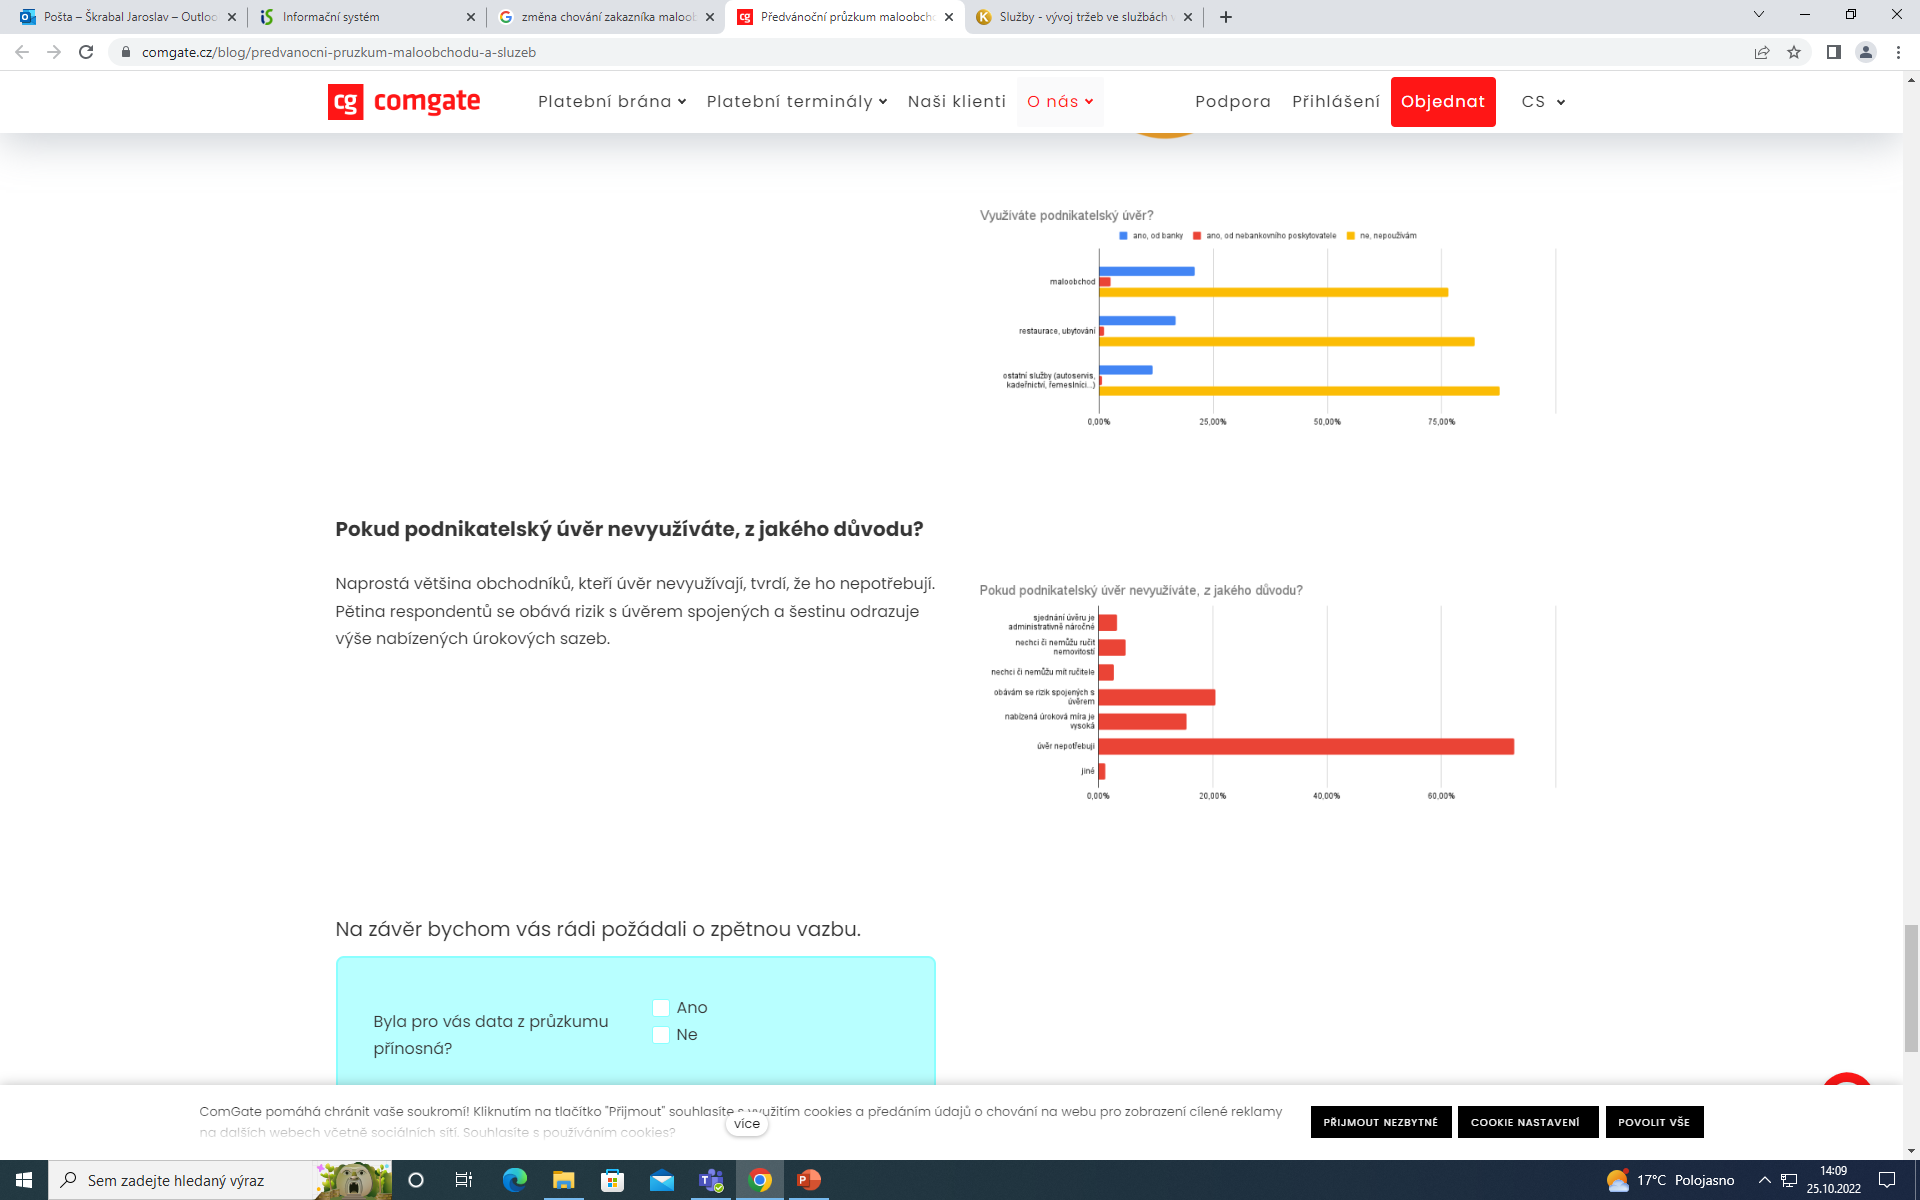 Pošta – Škrabal Jaroslav – Outloo
Informační systém
změna chování zakazníka maloob
Předvánoční průzkum maloobcho
Služby - vývoj tržeb ve službách v
comgate.cz/blog/predvanocni-pruzkum-maloobchodu-a-sluzeb
cg comgate
Platební brána
Platební terminály
Naši klienti
O nás
Podpora
Přihlášení
Objednat
CS
Využíváte podnikatelský úvěr?
ano, od banky
ano, od nebankovního poskytovatele
ne, nepoužívám
maloobchod
restaurace, ubytování
ostatní služby (autoservis,
kadeřnictví, řemeslníci...)
0,00%
25,00%
50,00%
75,00%
Pokud podnikatelský úvěr nevyužíváte, z jakého důvodu?
Naprostá většina obchodníků, kteří úvěr nevyužívají, tvrdí, že ho nepotřebují.
Pětina respondentů se obává rizik s úvěrem spojených a šestinu odrazuje
výše nabízených úrokových sazeb.
Pokud podnikatelský úvěr nevyužíváte, z jakého důvodu?
sjednání úvěru je
administrativně náročné
nechci či nemůžu ručit
nemovitostí
nechci či nemůžu mít ručitele
obávám se rizik spojených s
úvěrem
nabízená úroková míra je
vysoká
úvěr nepotřebuji
jiné
0,00%
20,00%
40,00%
60,00%
Na závěr bychom vás rádi požádali o zpětnou vazbu.
Byla pro vás data z průzkumu
přínosná?
Ano
Ne
ComGate pomáhá chránit vaše soukromí! Kliknutím na tlačítko "Přijmout" souhlasíte s využitím cookies a předáním údajů o chování na webu pro zobrazení cílené reklamy
na dalších webech včetně sociálních sítí. Souhlasíte s používáním cookies?
více
PŘIJMOUT NEZBYTNÉ
COOKIE NASTAVENÍ
POVOLIT VŠE
Sem zadejte hledaný výraz
17°C Polojasno
14:09
25.10.2022